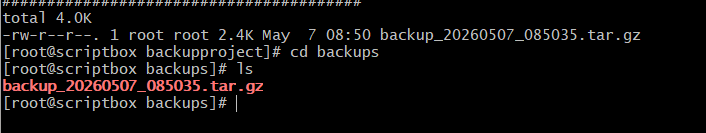 ########################################
total 4.0K
-rw-r--r--. 1 root root 2.4K May  7 08:50 backup_20260507_085035.tar.gz
[root@scriptbox backupproject]# cd backups
[root@scriptbox backups]# ls
backup_20260507_085035.tar.gz
[root@scriptbox backups]#